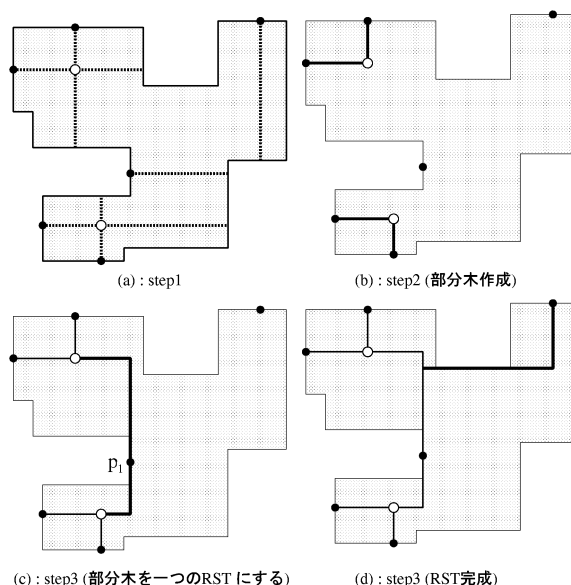 (a) : step1
(b) : step2 (部分木作成)
p1
(c) : step3 (部分木を一つのRST にする)
(d) : step3 (RST完成)